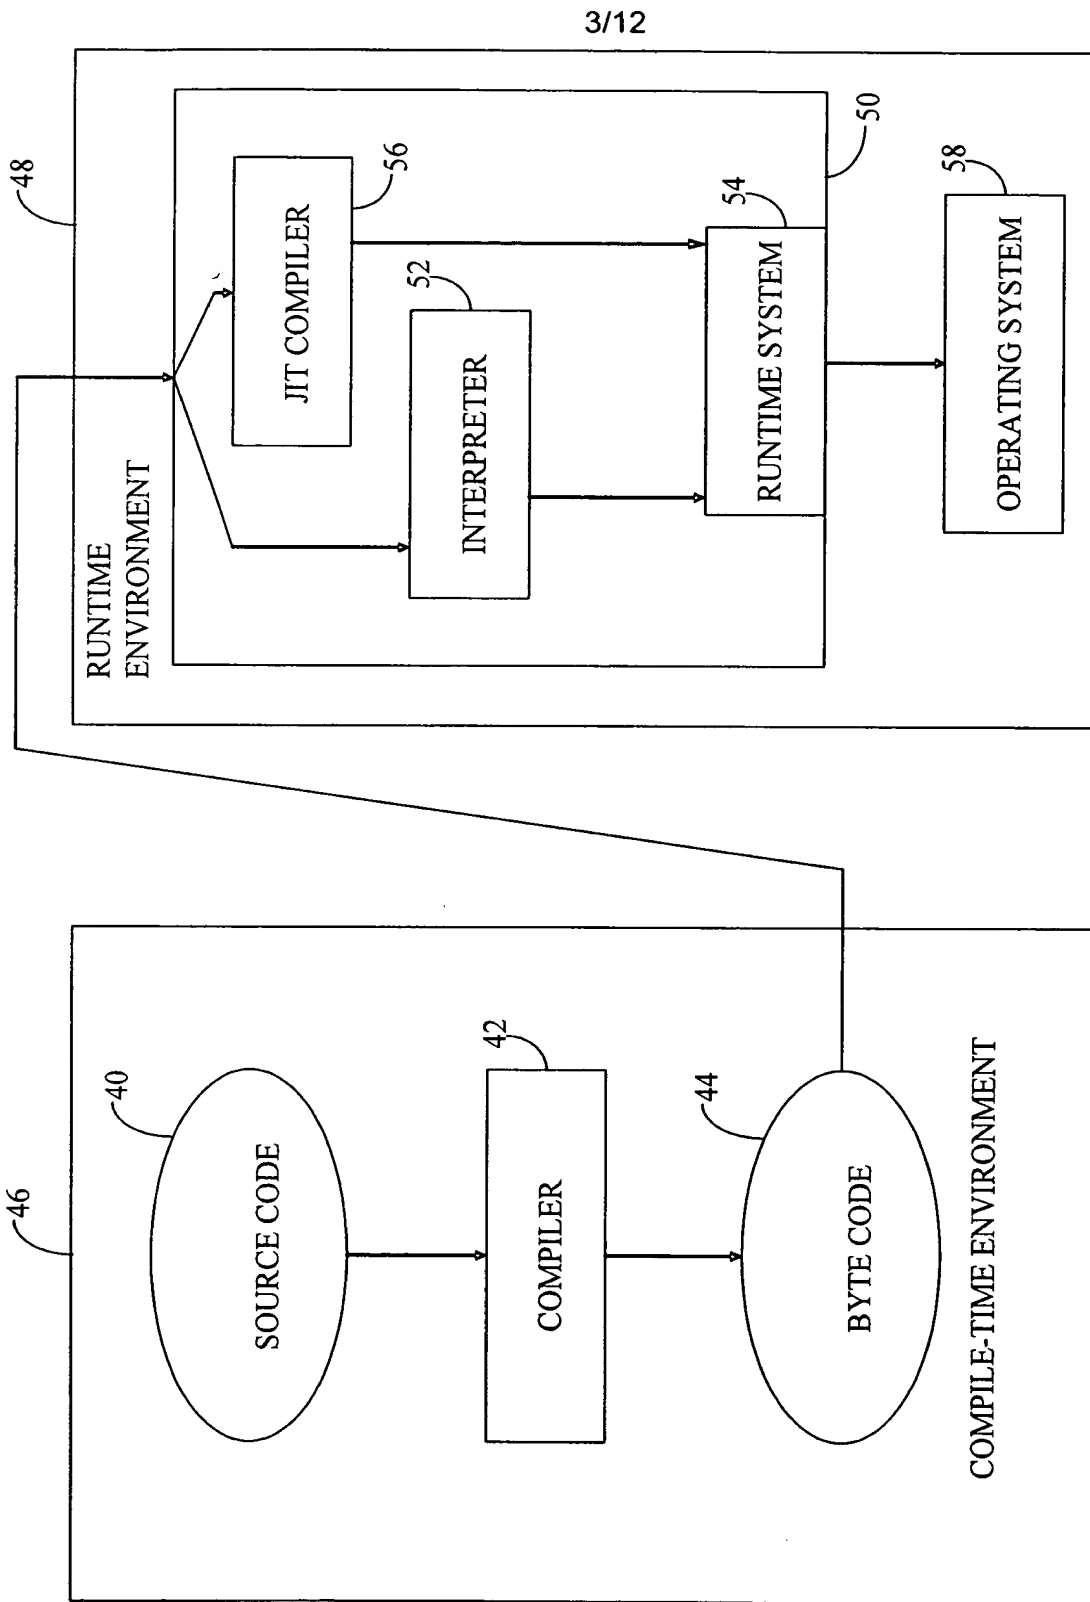 3/12
46
40
SOURCE CODE
42
COMPILER
44
BYTE CODE
COMPILE-TIME ENVIRONMENT
48
RUNTIME
ENVIRONMENT
JIT COMPILER
56
INTERPRETER
52
RUNTIME SYSTEM
54
50
OPERATING SYSTEM
58